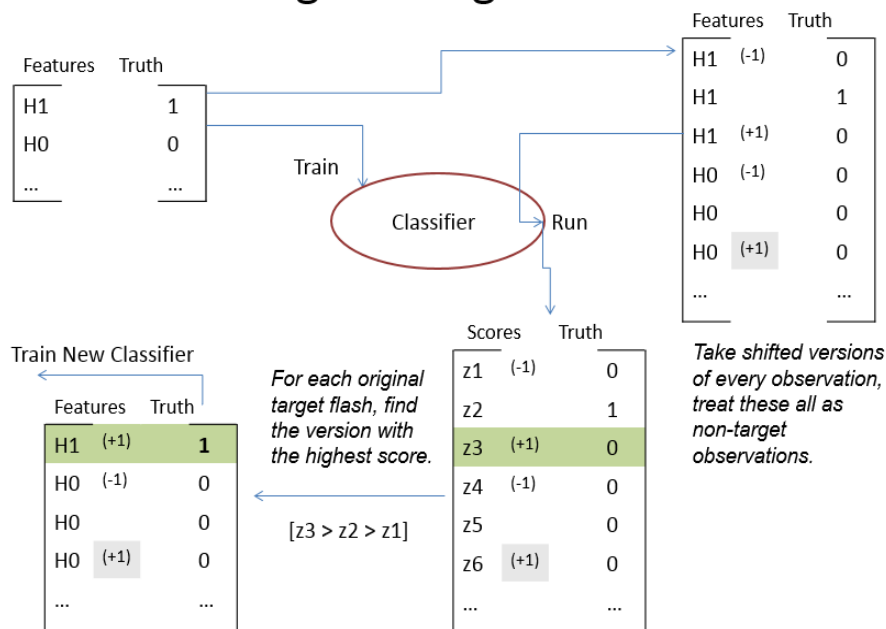 Features Truth
H1 1
H0 0
... ...
Train
Classifier
Run
Features Truth
H1 (-1) 0
H1 1
H1 (+1) 0
H0 (-1) 0
H0 0
H0 (+1) 0
... ...
Take shifted versions
of every observation,
treat these all as
non-target
observations.
Scores Truth
z1 (-1) 0
z2 1
z3 (+1) 0
z4 (-1) 0
z5 0
z6 (+1) 0
... ...
For each original
target flash, find
the version with
the highest score.
[z3 > z2 > z1]
Train New Classifier
Features Truth
H1 (+1) 1
H0 (-1) 0
H0 0
H0 (+1) 0
... ...